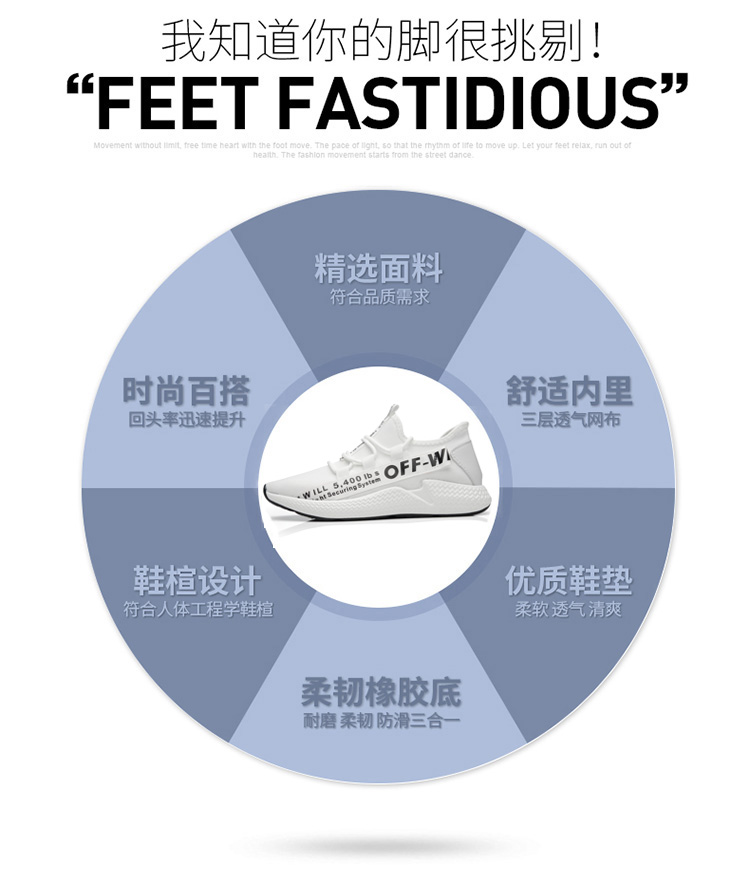 我知道你的脚很挑剔！
“FEET FASTIDIOUS”
Movement without limit, free time heart with the foot move. The pace of light, so that the rhythm of life to move up. Let your feet relax, run out of
health. The fashion movement starts from the street dance.
精选面料
符合品质需求
时尚百搭
回头率迅速提升
舒适内里
三层透气网布
OFF-WI
WILL 5,400 lb s
ht Securing System
鞋楦设计
符合人体工程学鞋楦
优质鞋垫
柔软 透气 清爽
柔韧橡胶底
耐磨 柔韧 防滑三合一